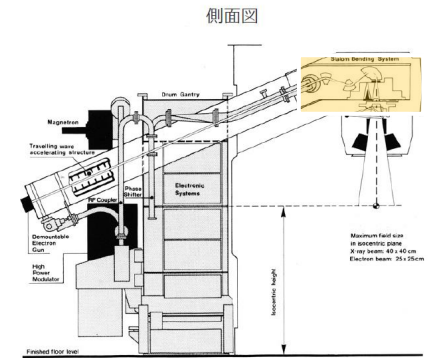 側面図
Slalom Bending System
Drum Gantry
Magnetron
Travelling wave
accelerating structure
Phase
Shifter
Electronic
Systems
RF Coupler
Demountable
Electron
Gun
High
Power
Modulator
Isocentric height
Maximum field size
in isocentric plane
X-ray beam: 40 x 40 cm
Electron beam: 25 x 25 cm
Finished floor level